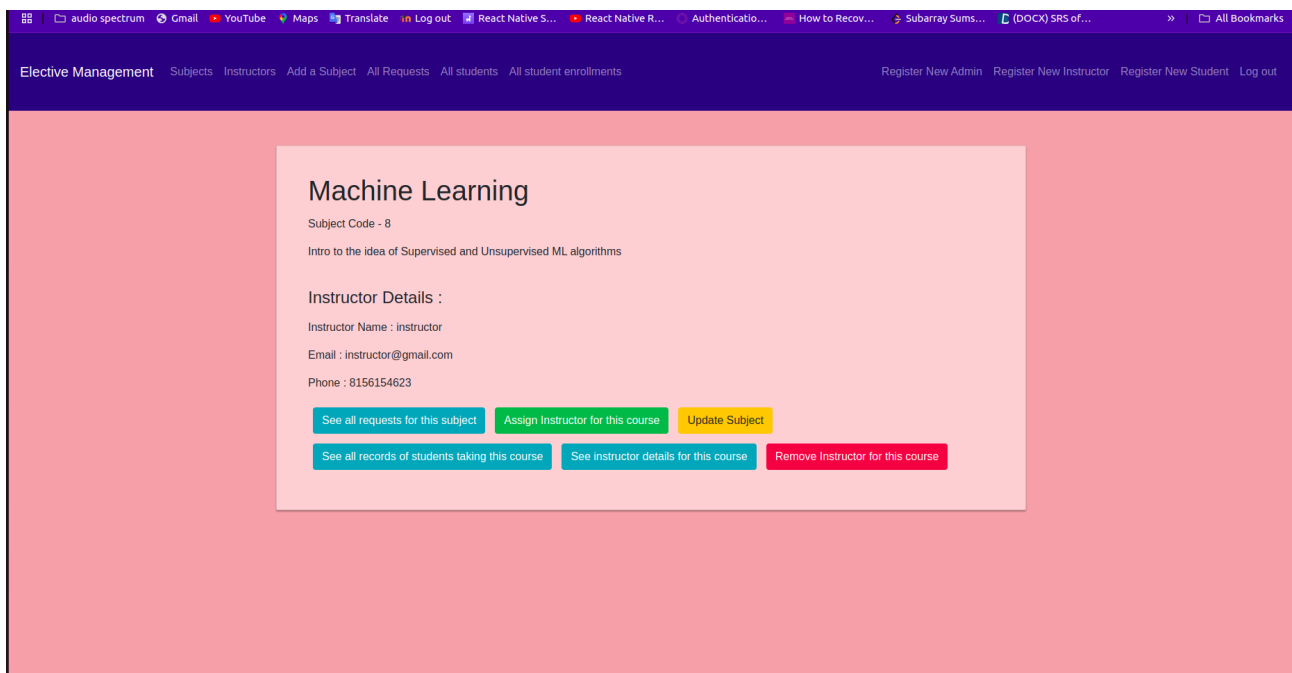 audio spectrum Gmail YouTube Maps Translate Log out React Native S... React Native R... Authenticatio... How to Recov... Subarray Sums... (DOCX) SRS of... » All Bookmarks
Elective Management Subjects Instructors Add a Subject All Requests All students All student enrollments Register New Admin Register New Instructor Register New Student Log out
Machine Learning
Subject Code - 8
Intro to the idea of Supervised and Unsupervised ML algorithms
Instructor Details :
Instructor Name : instructor
Email : instructor@gmail.com
Phone : 8156154623
See all requests for this subject Assign Instructor for this course Update Subject
See all records of students taking this course See instructor details for this course Remove Instructor for this course